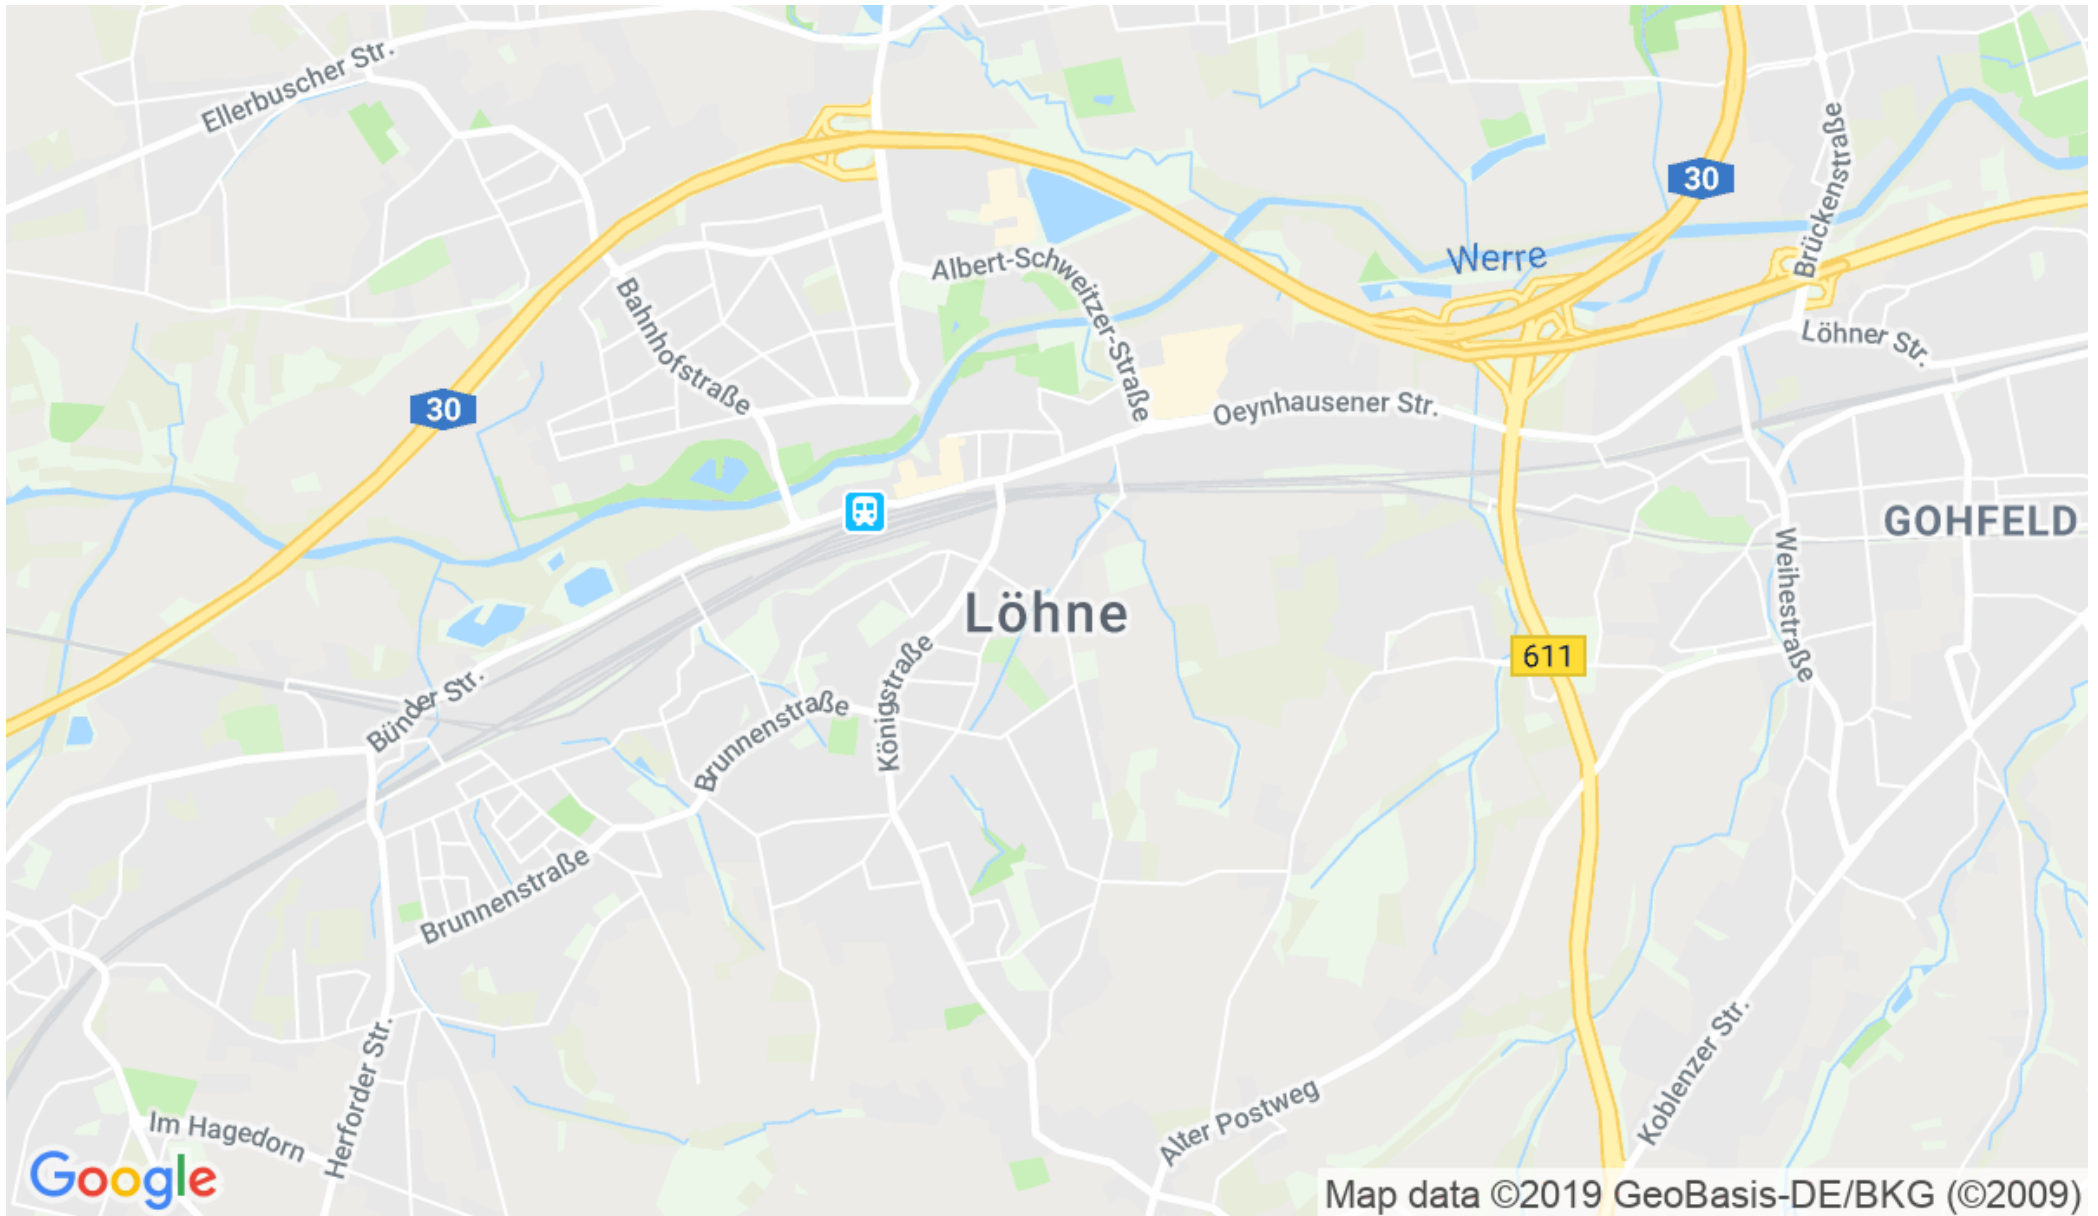 Ellerbuscher Str.
30
Brückenstraße
Werre
Albert-Schweitzer-Straße
Bahnhofstraße
Löhner Str.
30
Oeynhausener Str.
GOHFELD
Weihestraße
Löhne
611
Königstraße
Bünder Str.
Brunnenstraße
Brunnenstraße
Koblenzer Str.
Herforder Str.
Alter Postweg
Im Hagedorn
Google
Map data ©2019 GeoBasis-DE/BKG (©2009)